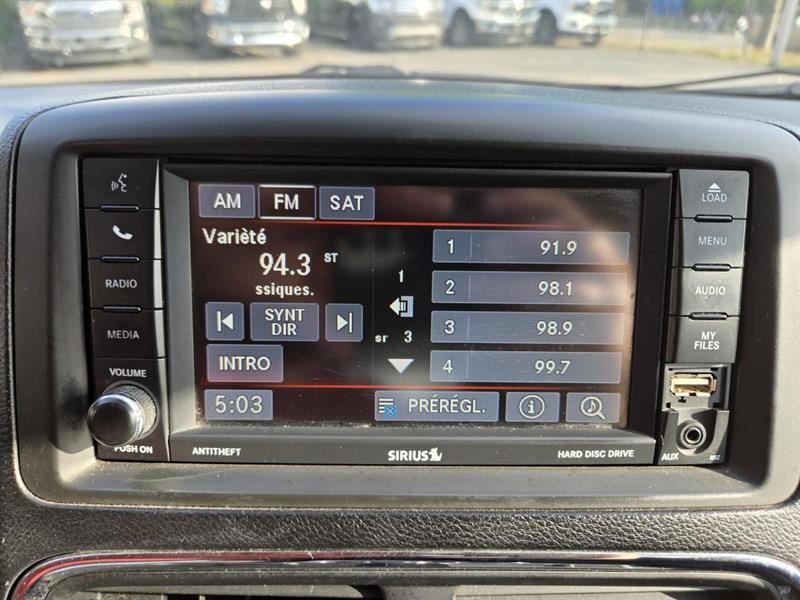 AM FM SAT
Varièté
94.3 ST
ssiques.
SYNT
DIR
INTRO
5:03
1
sr 3
1 91.9
2 98.1
3 98.9
4 99.7
PRÉRÉGL.
i
RADIO
MEDIA
VOLUME
PUSH ON
LOAD
MENU
AUDIO
MY
FILES
AUX
ANTITHEFT
SIRIUS
HARD DISC DRIVE